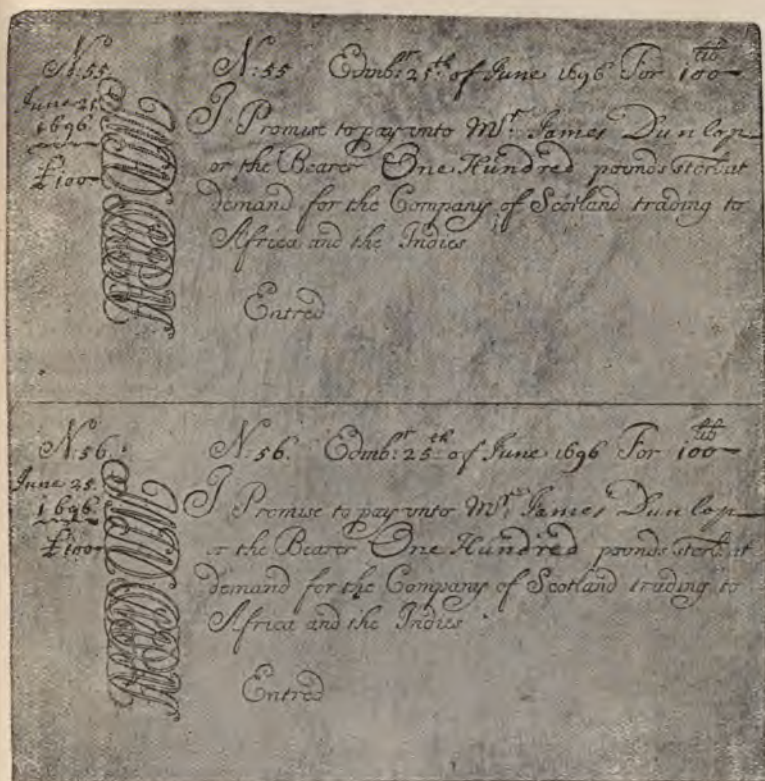 N:55
June 25
1696
£100
N:55 Edinb:r 25:th of June 1696 For 100 lib
I Promise to pay unto Mr: James Dunlop
or the Bearer One Hundred pounds sterl: at
demand for the Company of Scotland trading to
Africa and the Indies
Entred
N:56.
June 25.
1696
£100
N:56. Edinb:r 25:th of June 1696 For 100 lib
I Promise to pay unto Mr: James Dunlop
or the Bearer One Hundred pounds sterl: at
demand for the Company of Scotland trading to
Africa and the Indies
Entred